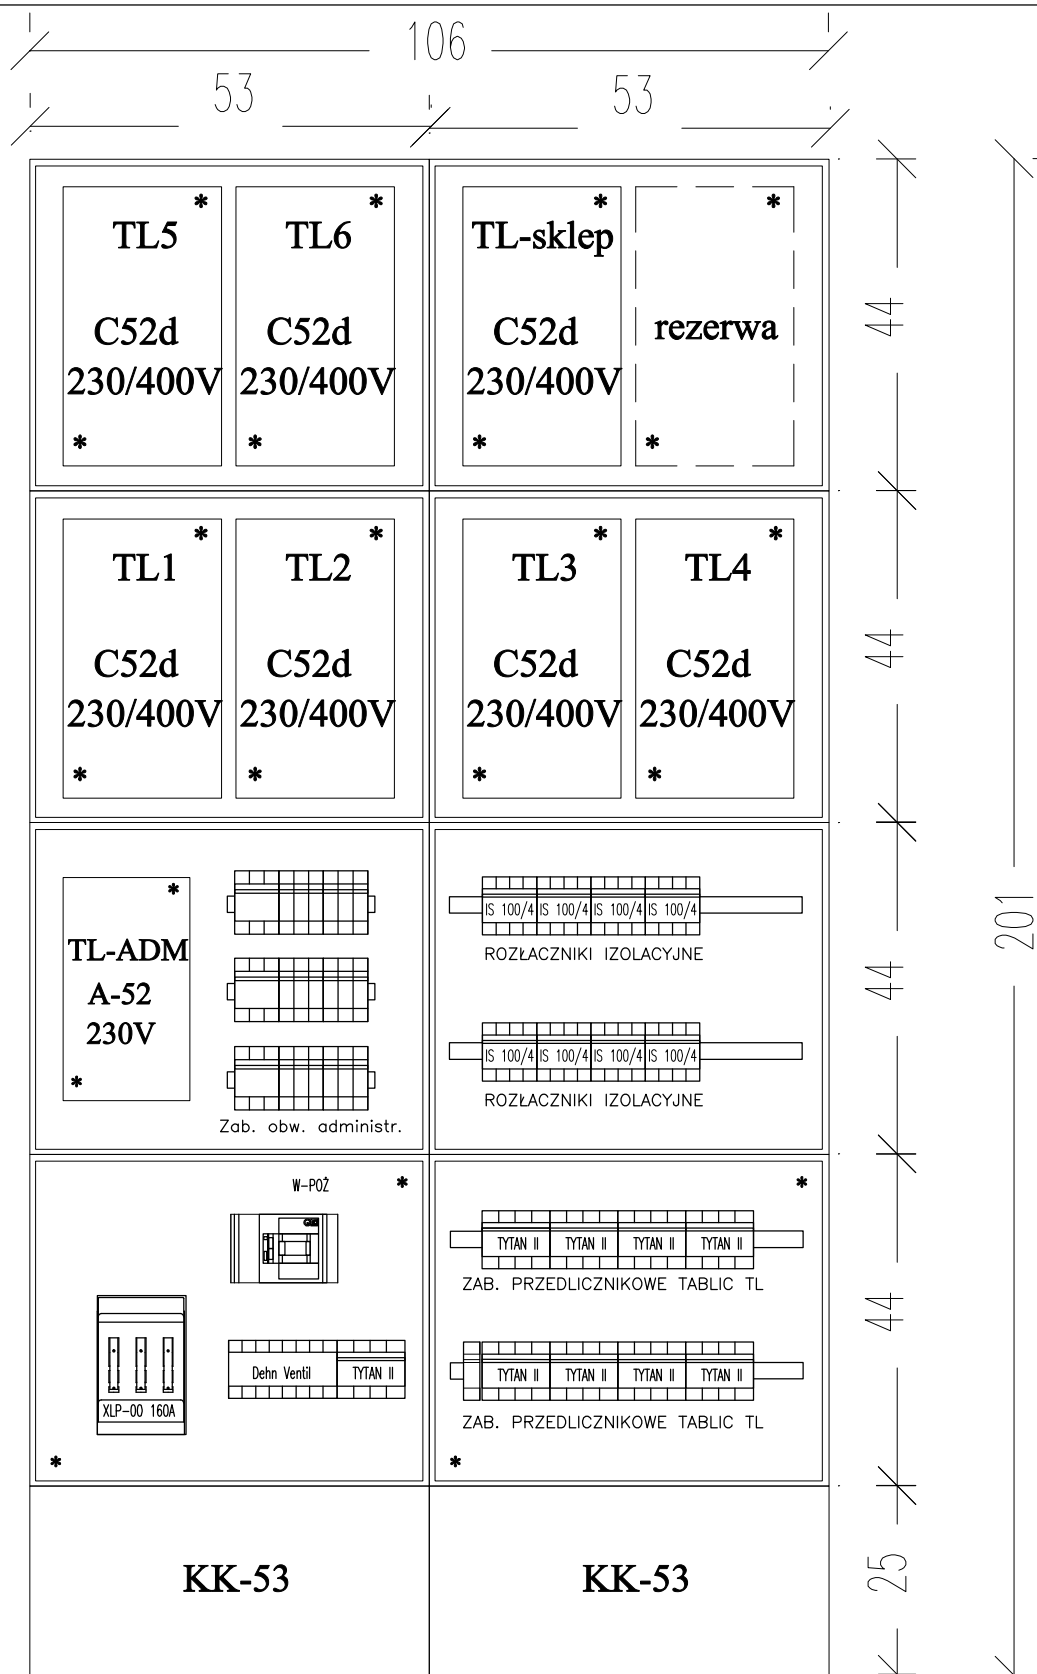 106
53 53
TL5 TL6 TL-sklep
C52d C52d C52d rezerwa
230/400V 230/400V 230/400V
44
TL1 TL2 TL3 TL4
C52d C52d C52d C52d
230/400V 230/400V 230/400V 230/400V
44
201
TL-ADM
A-52
230V
Zab. obw. administr.
IS 100/4 IS 100/4 IS 100/4 IS 100/4
ROZŁACZNIKI IZOLACYJNE
IS 100/4 IS 100/4 IS 100/4 IS 100/4
ROZŁACZNIKI IZOLACYJNE
44
W-POŻ
XLP-00 160A
Dehn Ventil TYTAN II
TYTAN II TYTAN II TYTAN II TYTAN II
ZAB. PRZEDLICZNIKOWE TABLIC TL
TYTAN II TYTAN II TYTAN II TYTAN II
ZAB. PRZEDLICZNIKOWE TABLIC TL
44
KK-53 KK-53
25